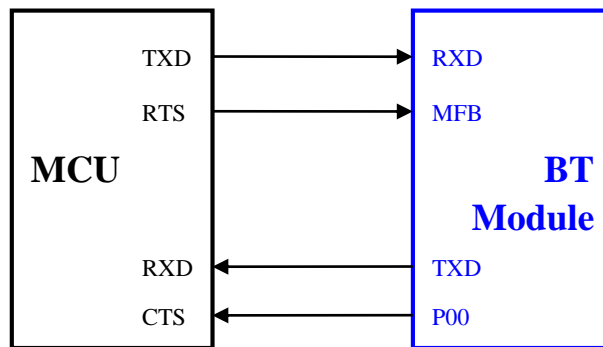 TXD RXD
RTS MFB
MCU BT
Module
RXD TXD
CTS P00